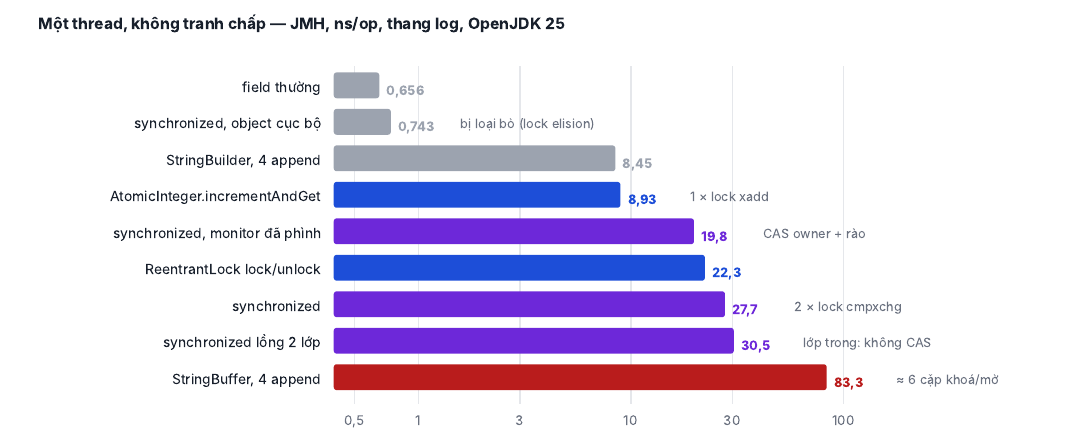 Một thread, không tranh chấp — JMH, ns/op, thang log, OpenJDK 25
field thường 0,656
synchronized, object cục bộ 0,743 bị loại bỏ (lock elision)
StringBuilder, 4 append 8,45
AtomicInteger.incrementAndGet 8,93 1 × lock xadd
synchronized, monitor đã phình 19,8 CAS owner + rào
ReentrantLock lock/unlock 22,3
synchronized 27,7 2 × lock cmpxchg
synchronized lồng 2 lớp 30,5 lớp trong: không CAS
StringBuffer, 4 append 83,3 ≈ 6 cặp khoá/mở
0,5 1 3 10 30 100